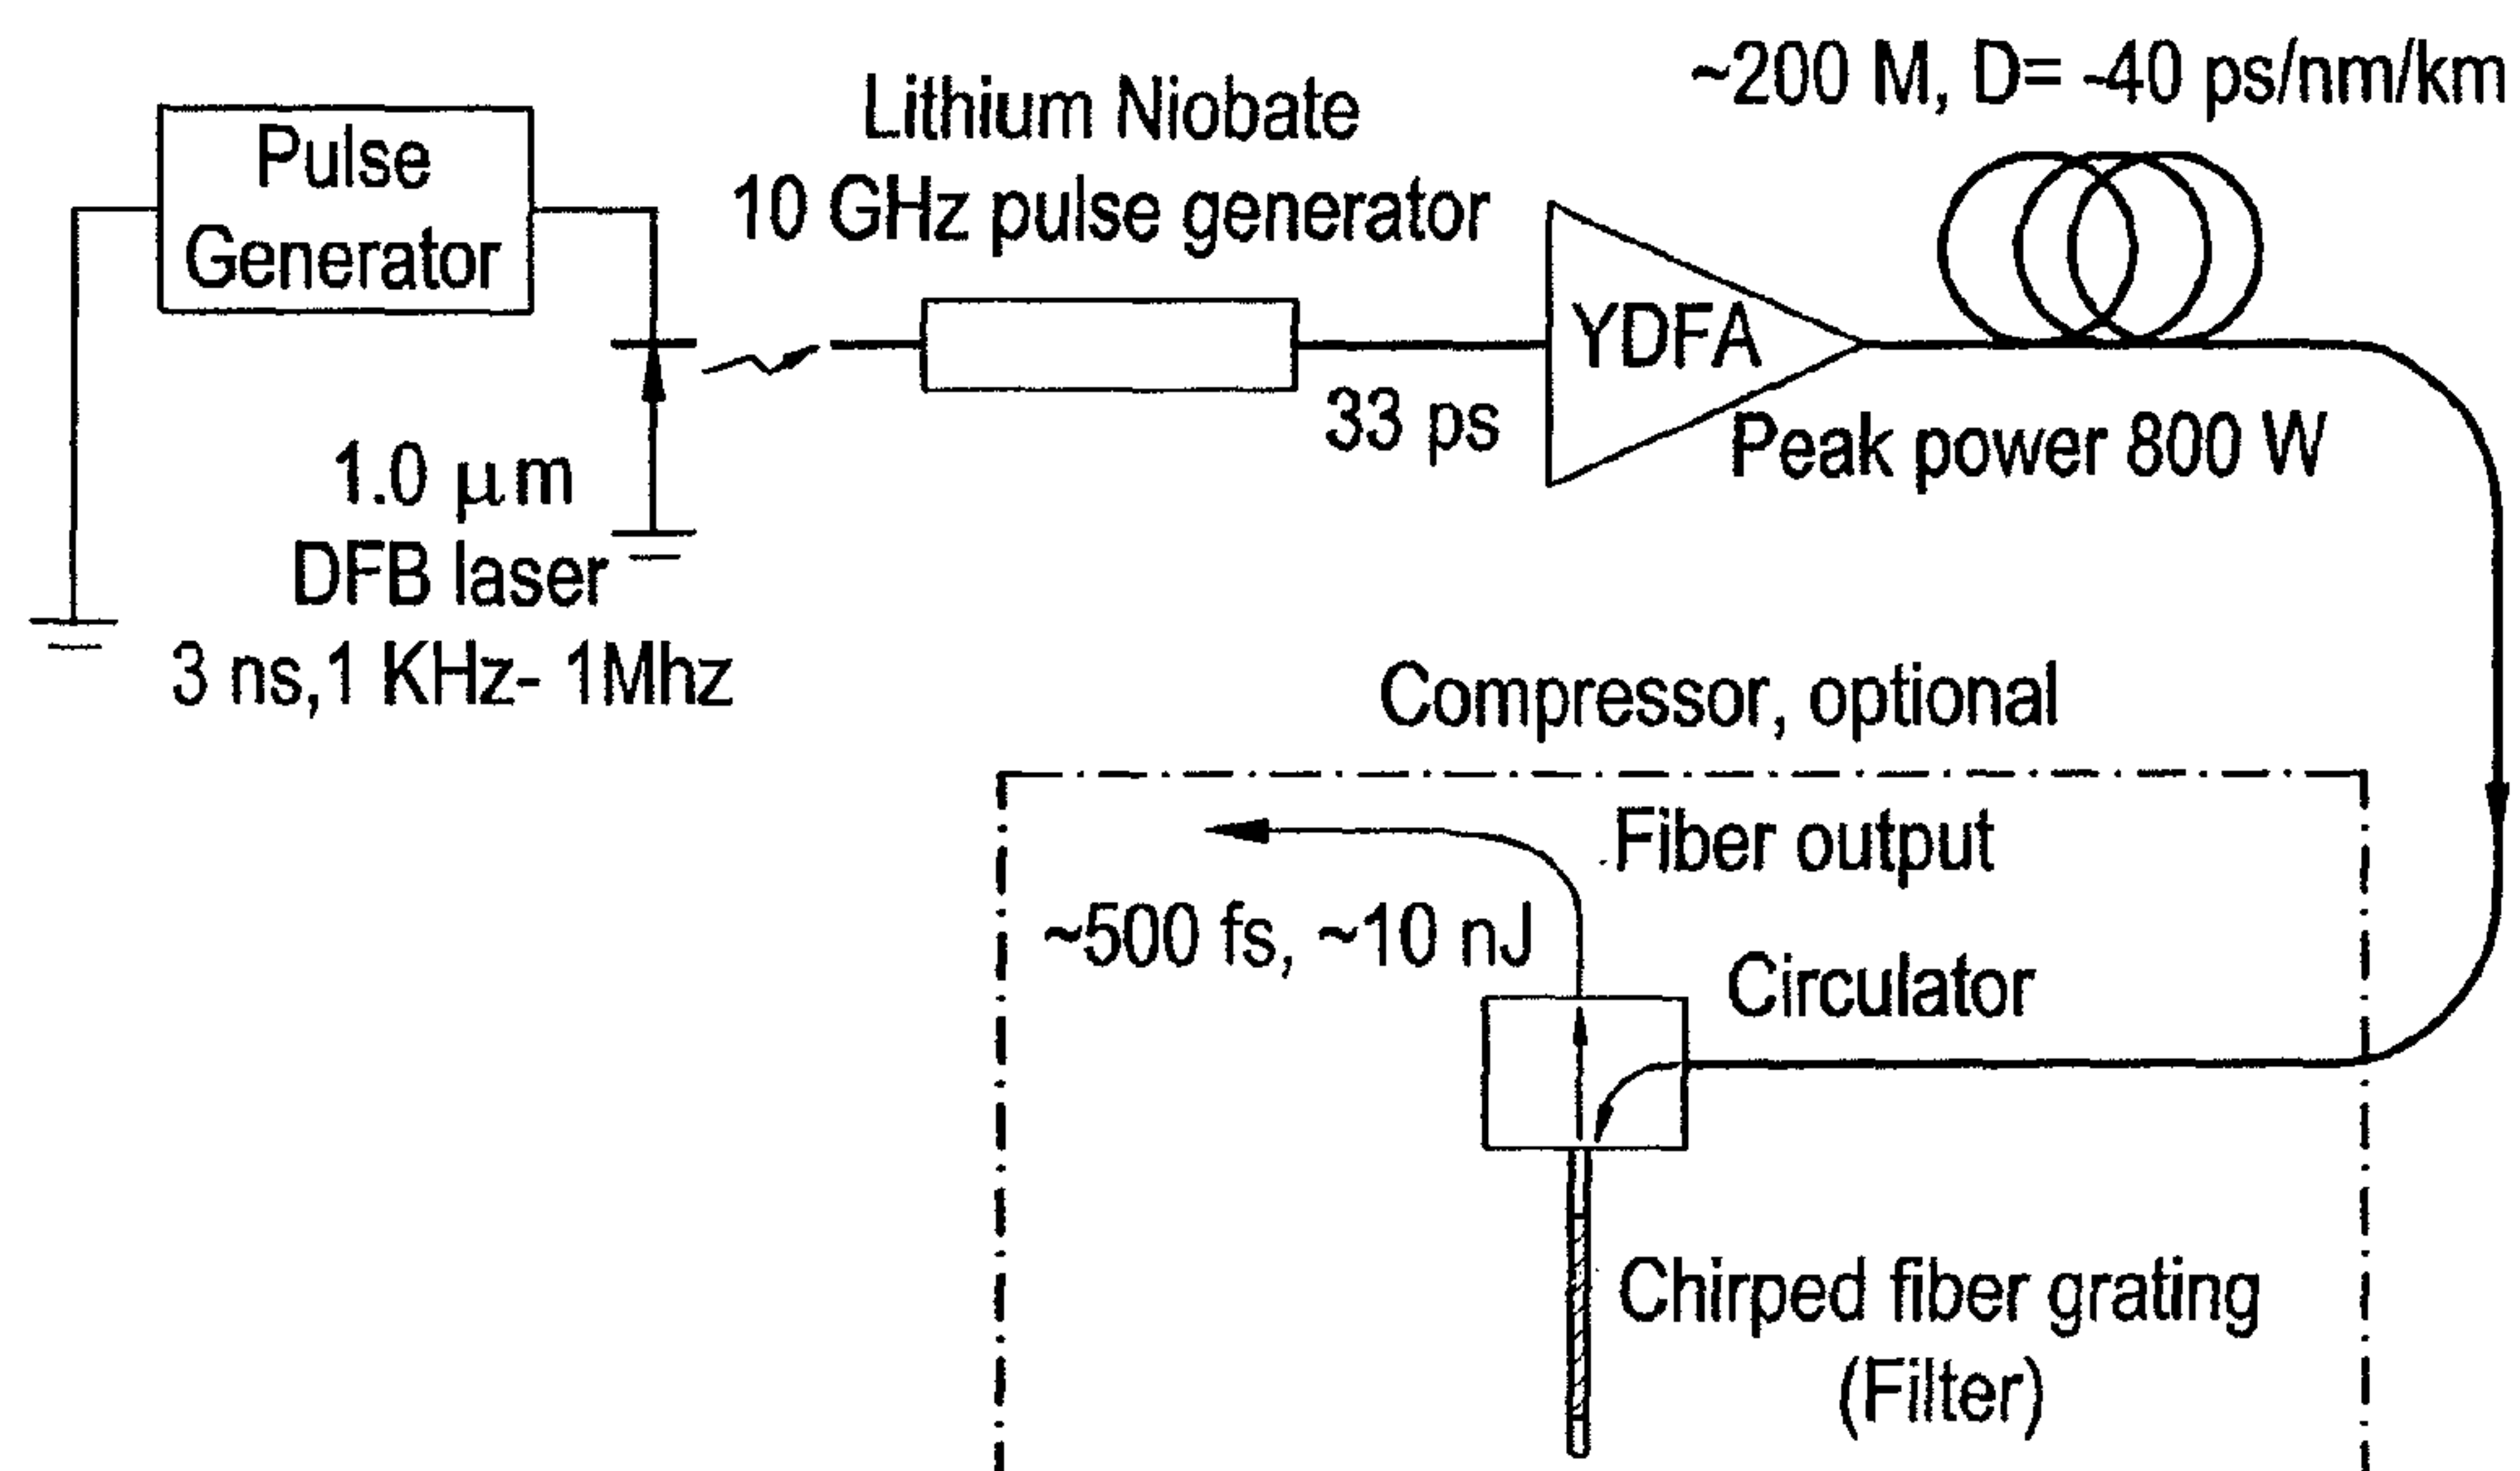 Pulse
Generator
1.0 μm
DFB laser
3 ns,1 KHz- 1Mhz
Lithium Niobate
10 GHz pulse generator
33 ps
YDFA
Peak power 800 W
~200 M, D= -40 ps/nm/km
Compressor, optional
Fiber output
~500 fs, ~10 nJ
Circulator
Chirped fiber grating
(Filter)